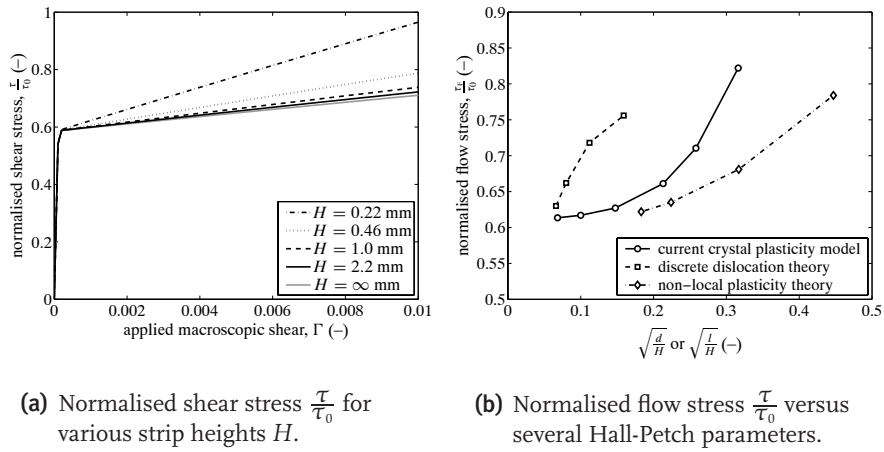 normalised shear stress, τ/τ0 (–)
1
0.8
0.6
0.4
0.2
0
0
0.002
0.004
0.006
0.008
0.01
applied macroscopic shear, Γ (–)
H = 0.22 mm
H = 0.46 mm
H = 1.0 mm
H = 2.2 mm
H = ∞ mm
(a) Normalised shear stress τ/τ0 for
various strip heights H.
0.9
0.85
0.8
0.75
0.7
0.65
0.6
0.55
0.5
0
0.1
0.2
0.3
0.4
0.5
√(d/H) or √(l/H) (–)
current crystal plasticity model
discrete dislocation theory
non-local plasticity theory
(b) Normalised flow stress τ/τ0 versus
several Hall-Petch parameters.